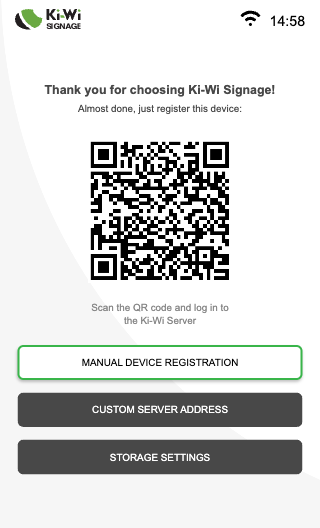 Ki-Wi
SIGNAGE
14:58
Thank you for choosing Ki-Wi Signage!
Almost done, just register this device:
Scan the QR code and log in to
the Ki-Wi Server
MANUAL DEVICE REGISTRATION
CUSTOM SERVER ADDRESS
STORAGE SETTINGS